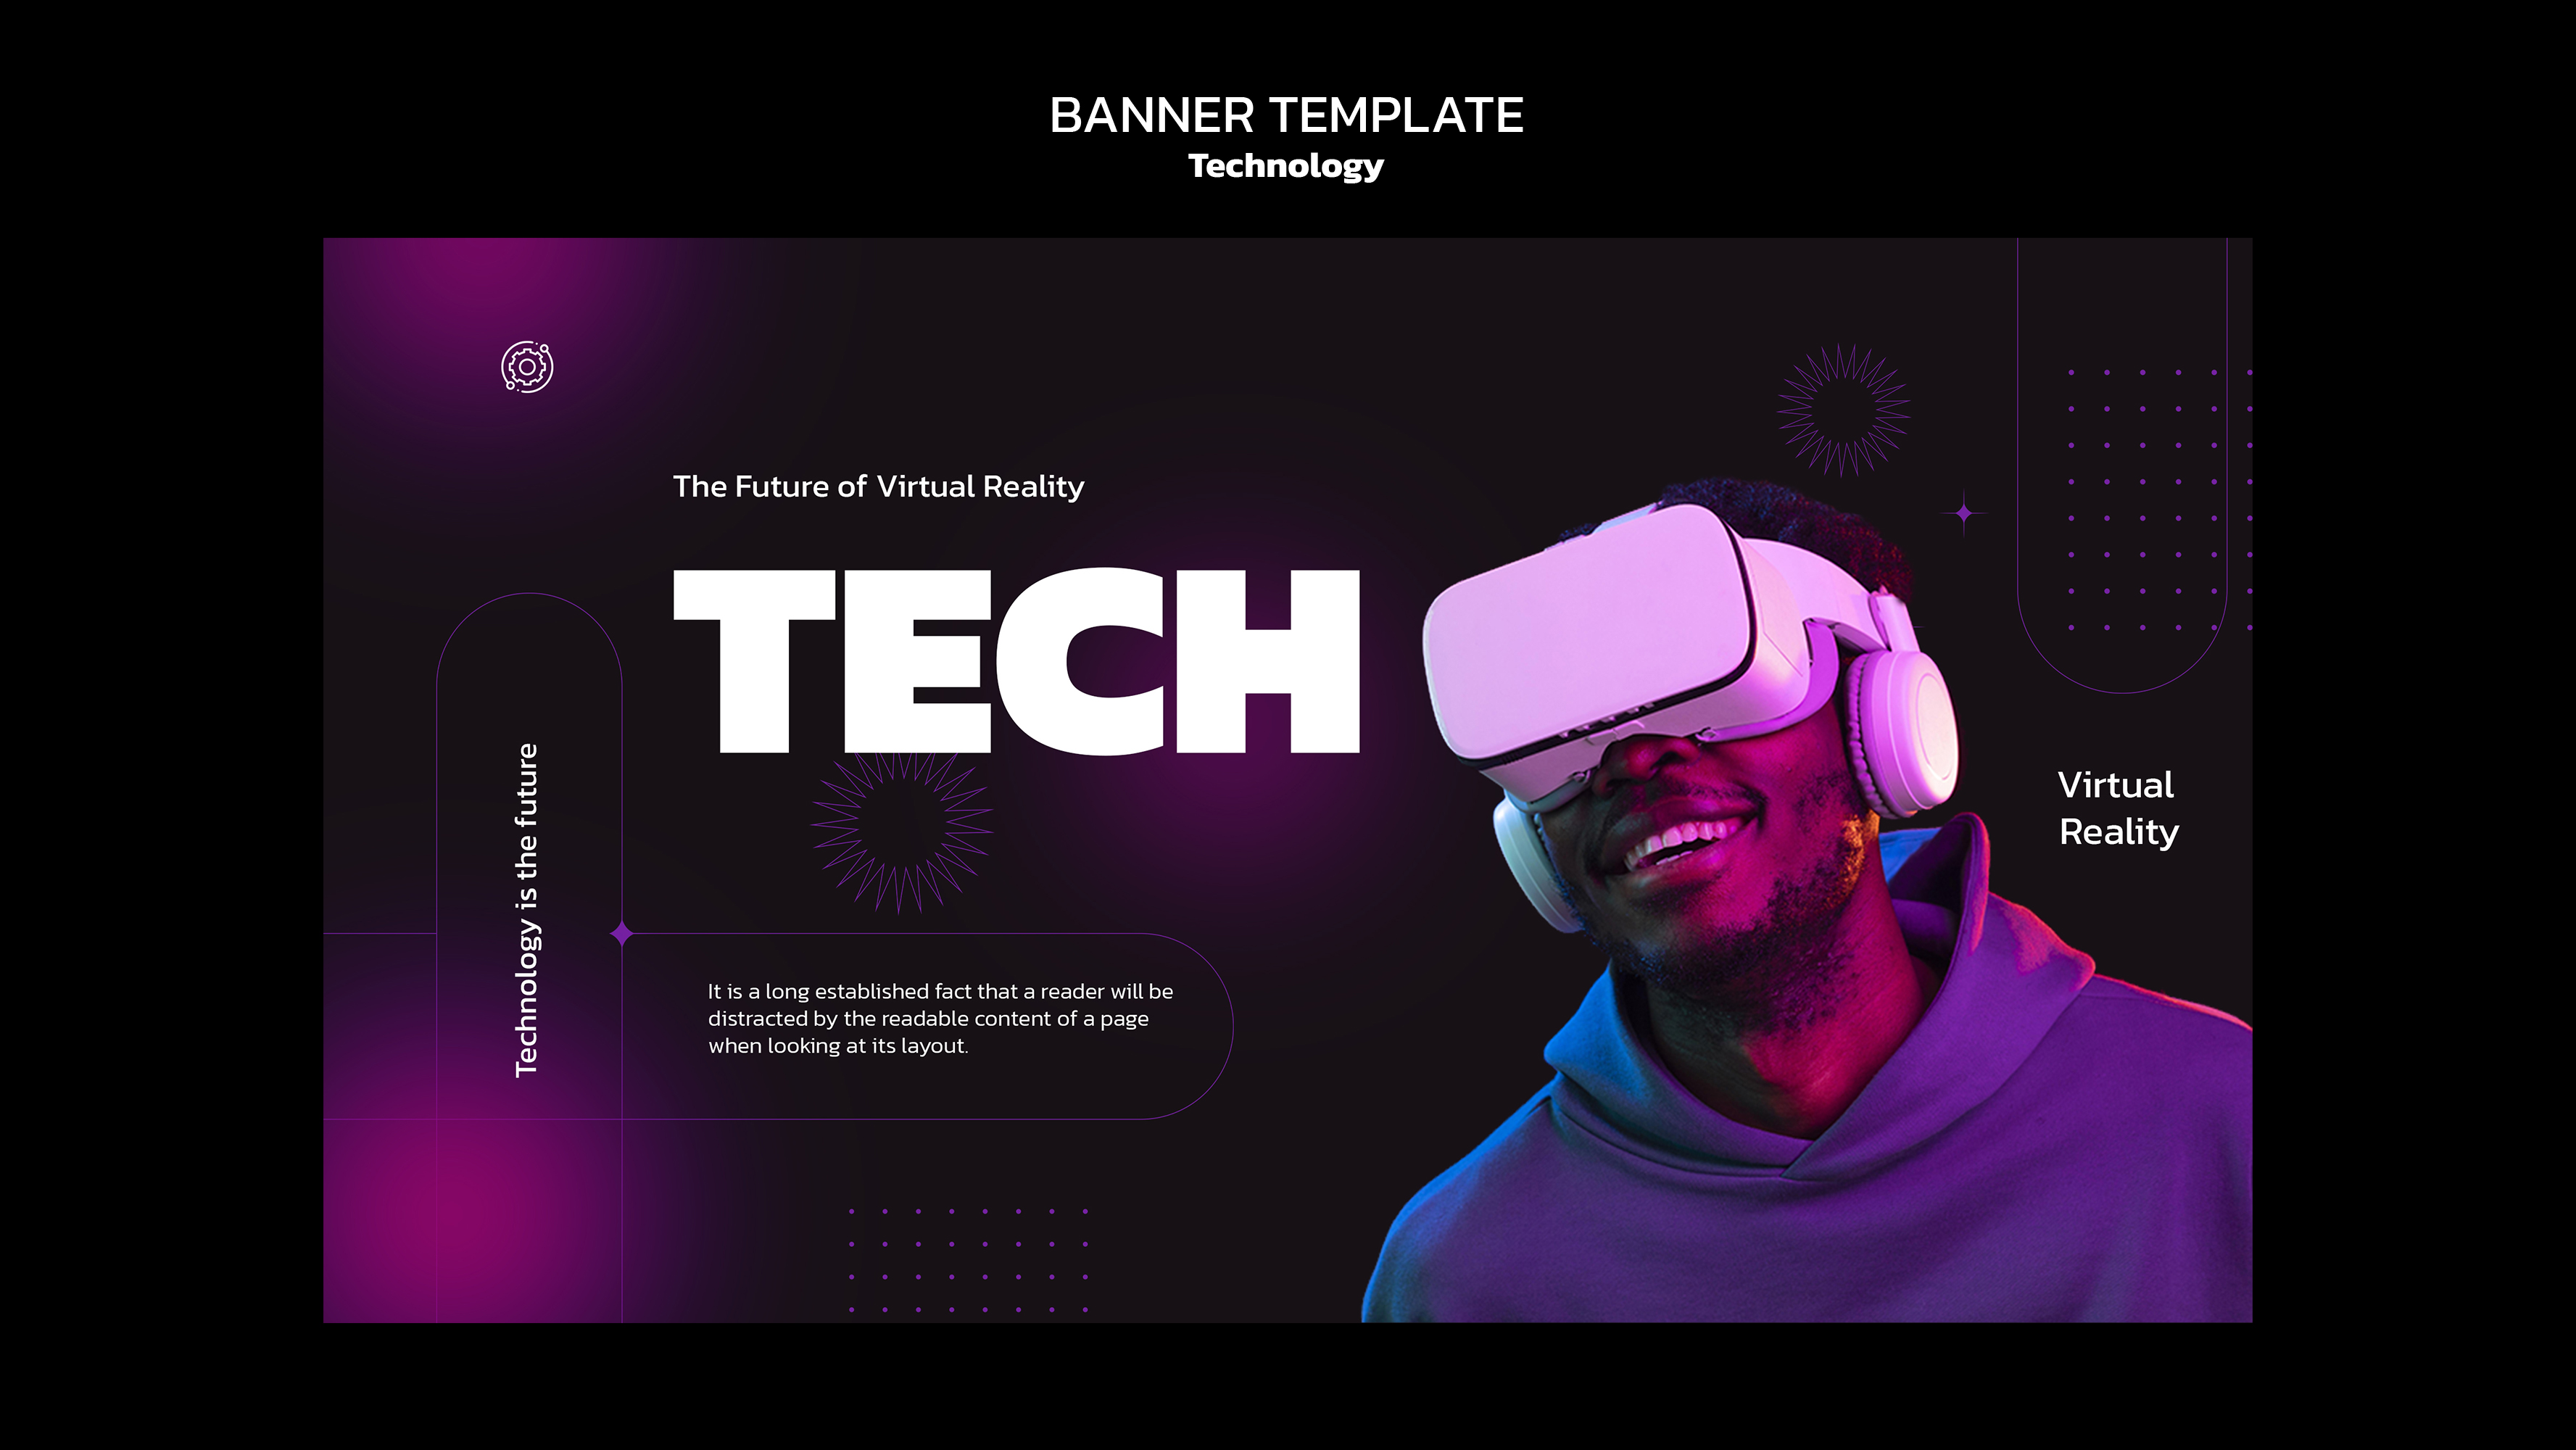 BANNER TEMPLATE
Technology
The Future of Virtual Reality
TECH
Technology is the future
It is a long established fact that a reader will be
distracted by the readable content of a page
when looking at its layout.
Virtual
Reality